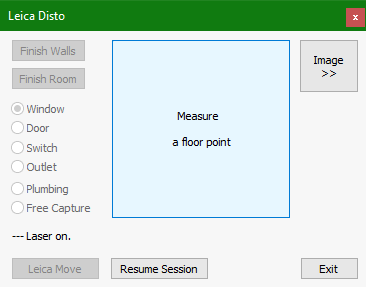 Leica Disto
x
Finish Walls
Finish Room
Window
Door
Switch
Outlet
Plumbing
Free Capture
Measure
a floor point
Image
>>
--- Laser on.
Leica Move
Resume Session
Exit